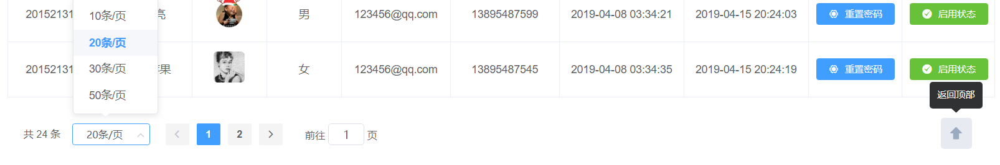 10条/页
20152131 亮 男 123456@qq.com 13895487599 2019-04-08 03:34:21 2019-04-15 20:24:03 重置密码 启用状态
20条/页
30条/页
20152131 果 女 123456@qq.com 13895487545 2019-04-08 03:34:35 2019-04-15 20:24:19 重置密码 启用状态
50条/页
返回顶部
共 24 条 20条/页 1 2 前往 1 页